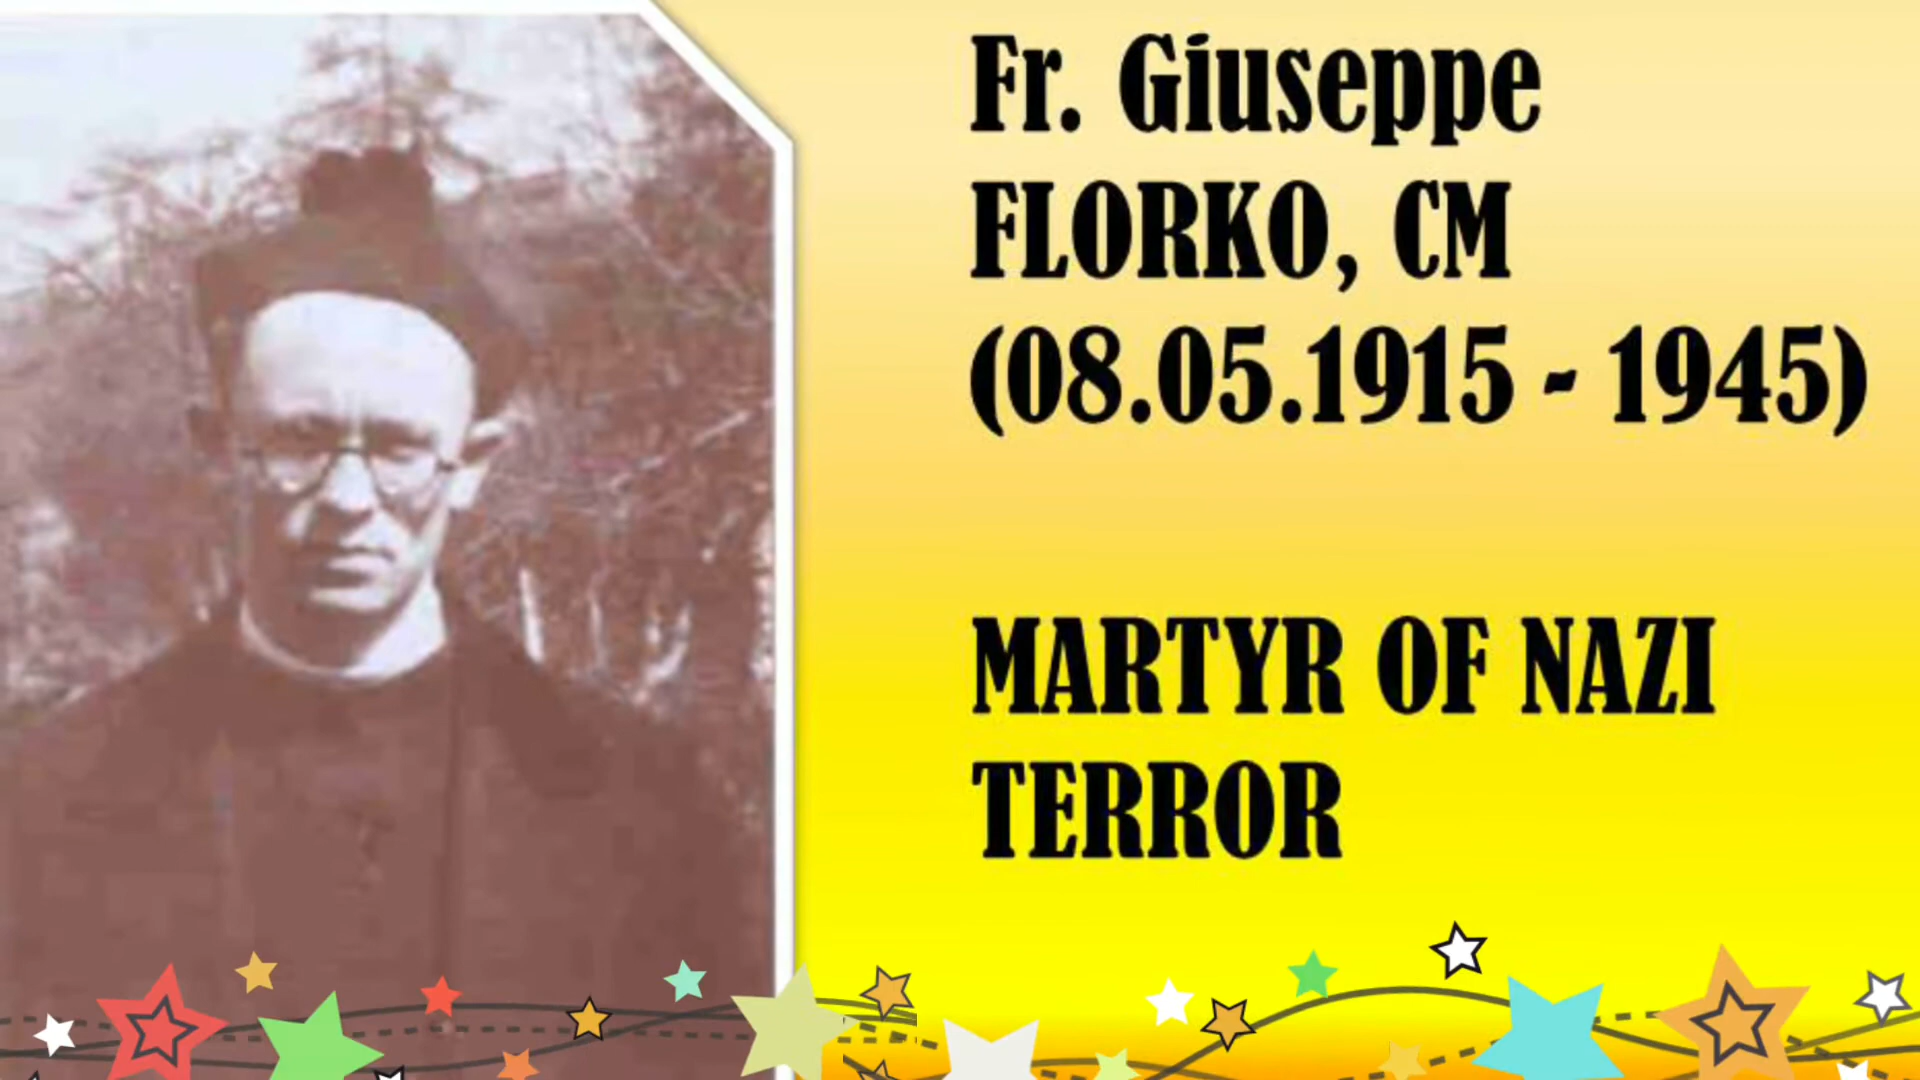 Fr. Giuseppe
FLORKO, CM
(08.05.1915 - 1945)
MARTYR OF NAZI
TERROR